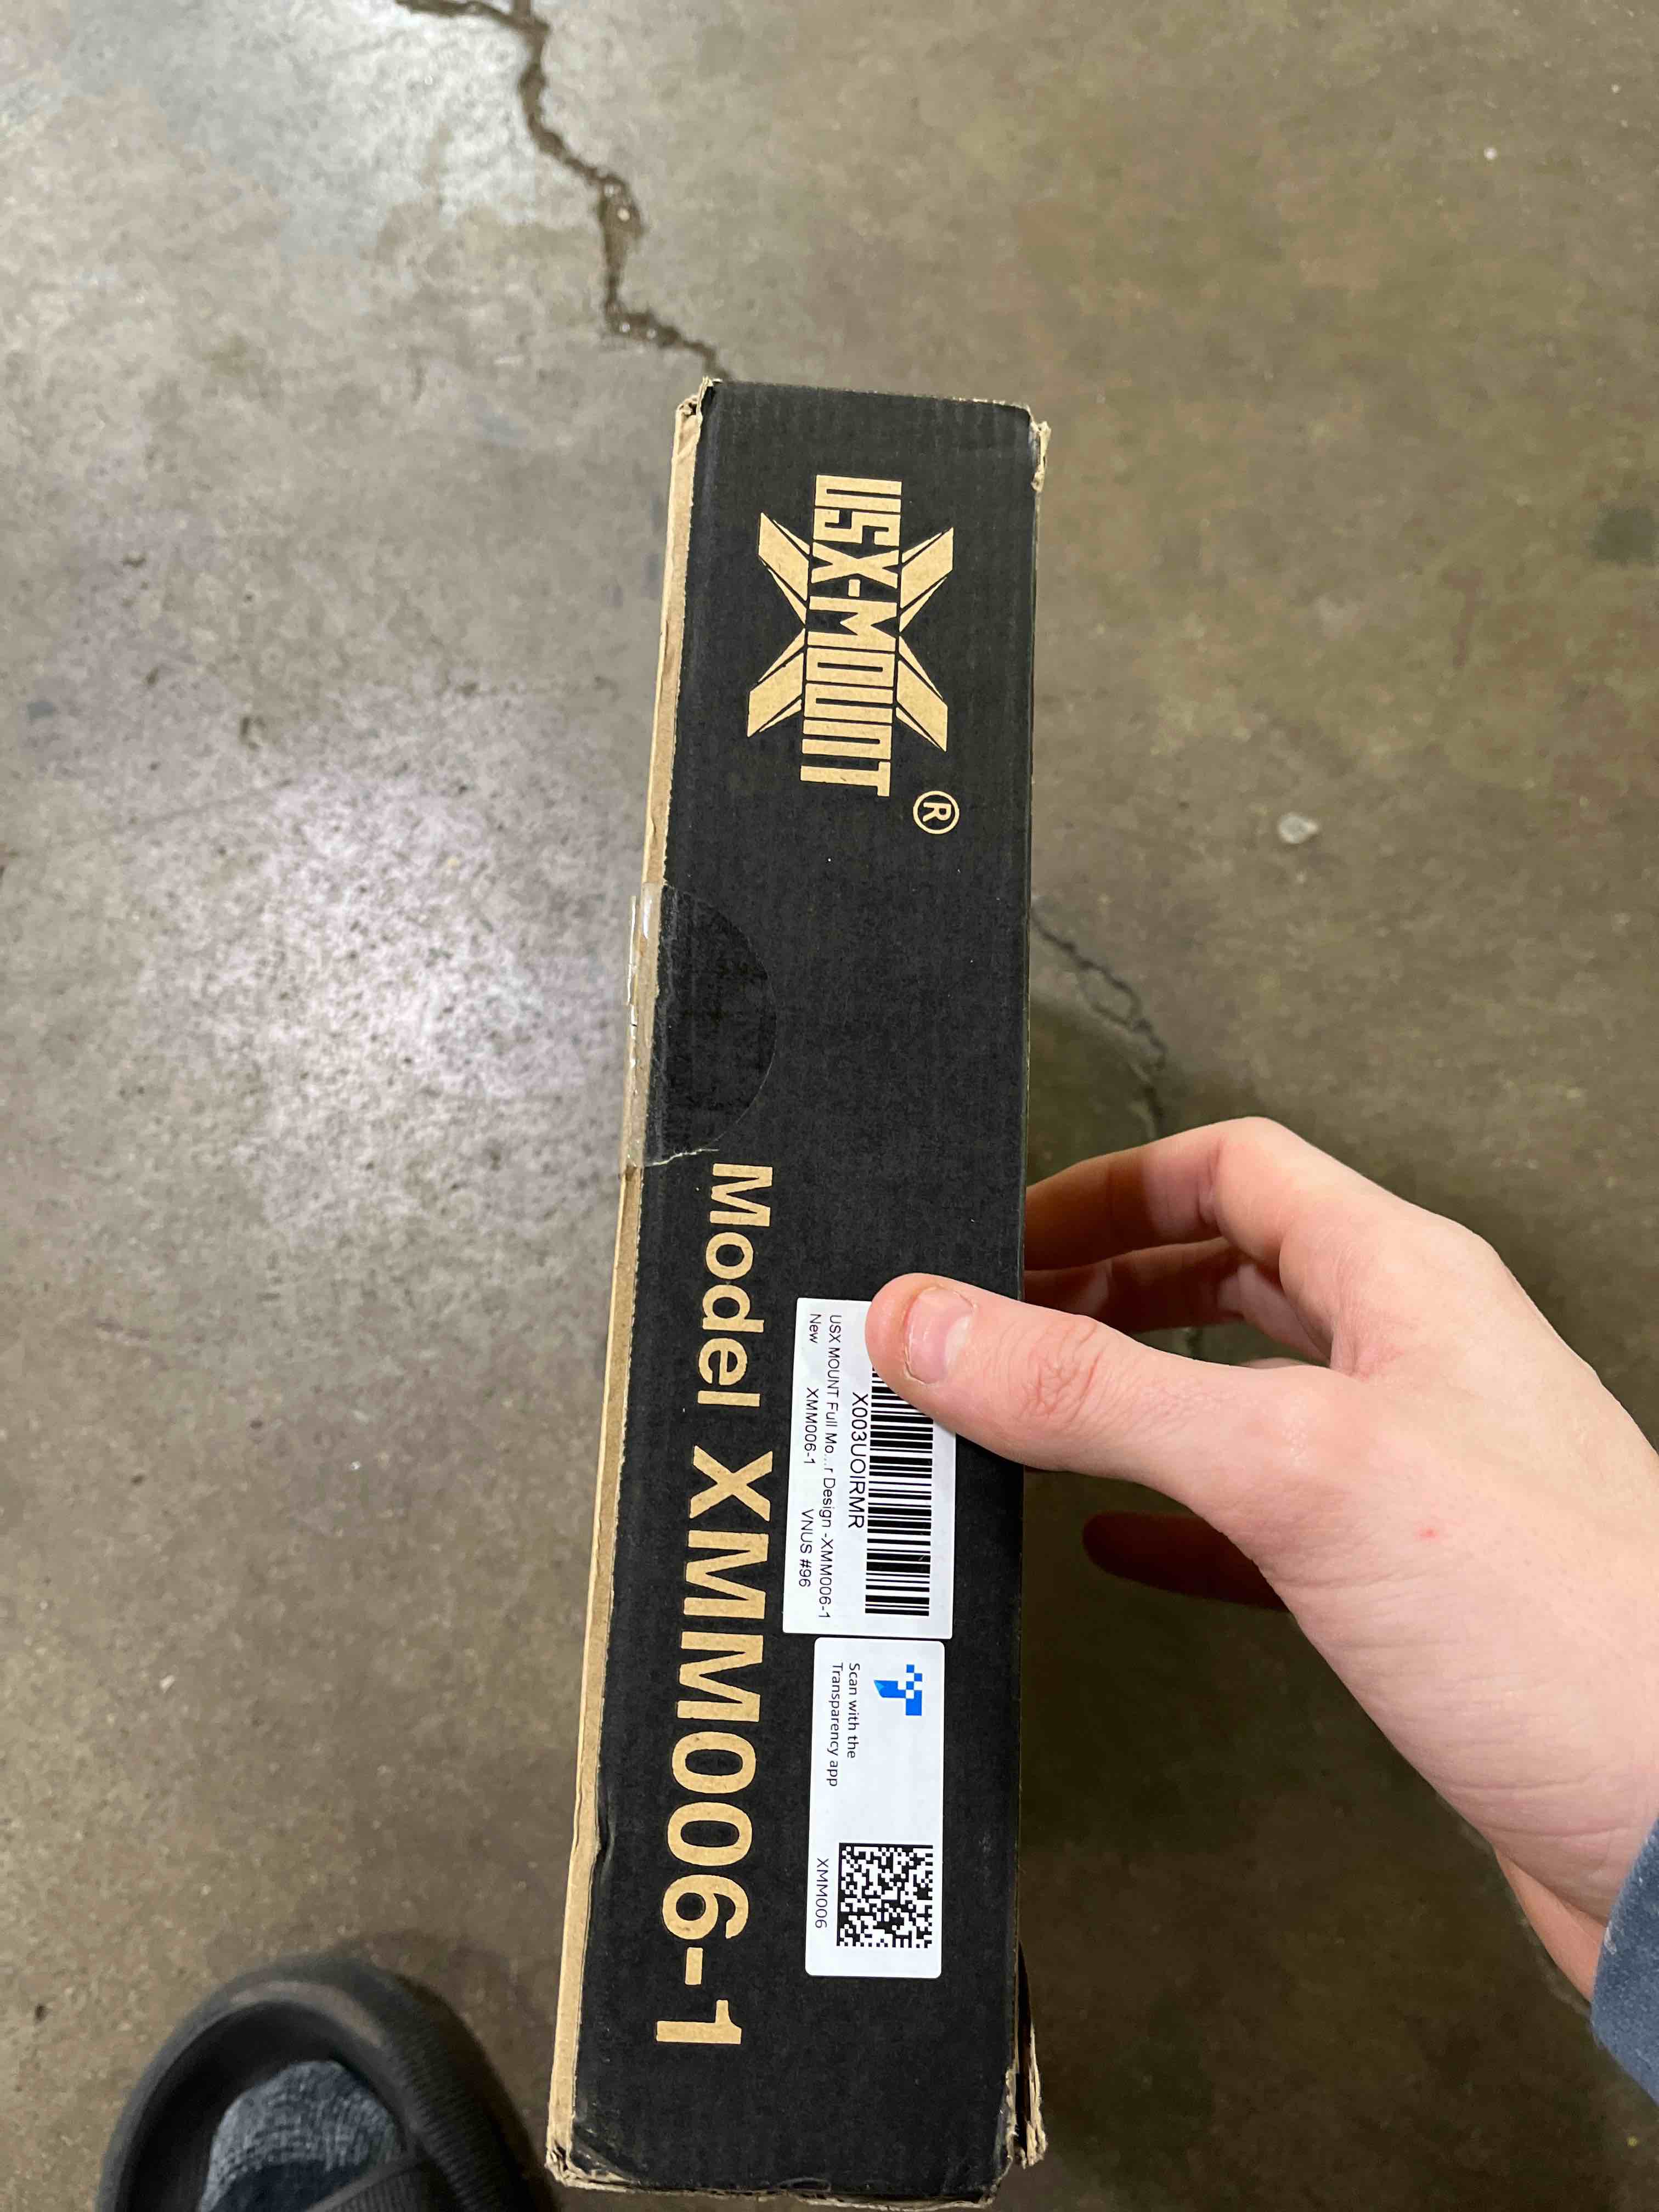 USX-MOUNT®
Model XMM006-1
X003UOIRMR
USX MOUNT Full Mo...r Design -XMM006-1
New XMM006-1 VNUS #96
Scan with the
Transparency app
XMM006